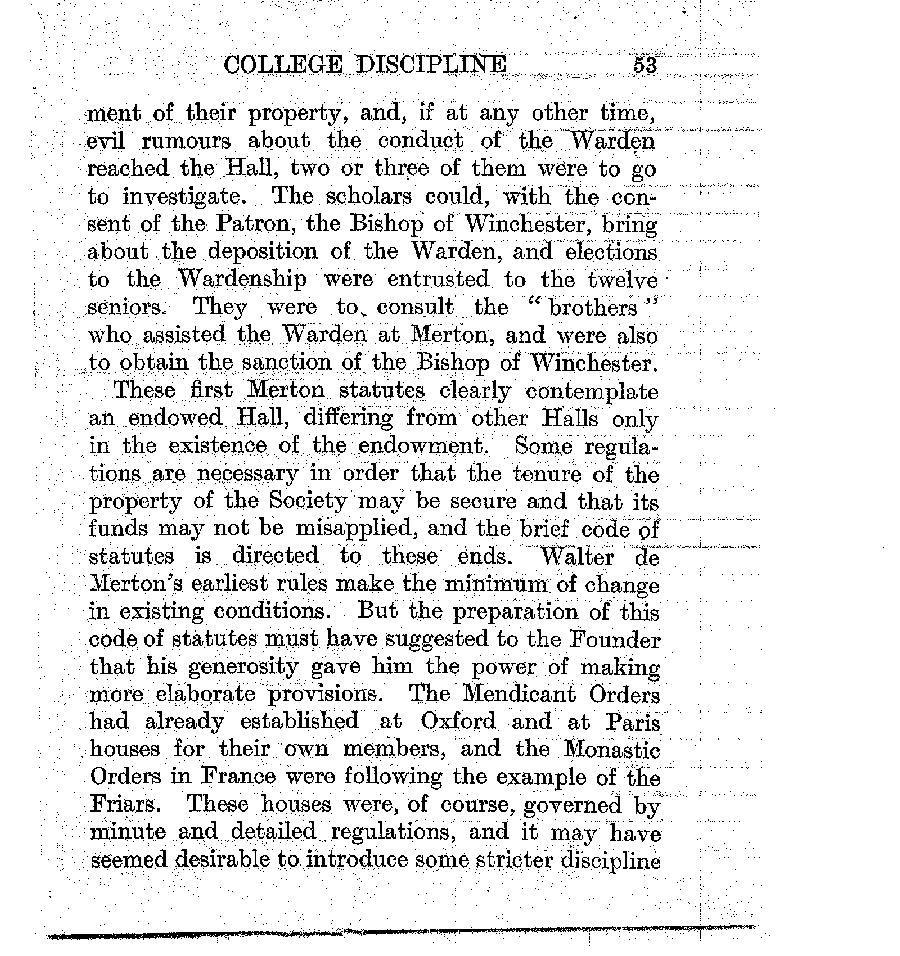 COLLEGE DISCIPLINE 53
ment of their property, and, if at any other time,
evil rumours about the conduct of the Warden
reached the Hall, two or three of them were to go
to investigate. The scholars could, with the con-
sent of the Patron, the Bishop of Winchester, bring
about the deposition of the Warden, and elections
to the Wardenship were entrusted to the twelve
seniors. They were to consult the “brothers”
who assisted the Warden at Merton, and were also
to obtain the sanction of the Bishop of Winchester.
These first Merton statutes clearly contemplate
an endowed Hall, differing from other Halls only
in the existence of the endowment. Some regula-
tions are necessary in order that the tenure of the
property of the Society may be secure and that its
funds may not be misapplied, and the brief code of
statutes is directed to these ends. Walter de
Merton's earliest rules make the minimum of change
in existing conditions. But the preparation of this
code of statutes must have suggested to the Founder
that his generosity gave him the power of making
more elaborate provisions. The Mendicant Orders
had already established at Oxford and at Paris
houses for their own members, and the Monastic
Orders in France were following the example of the
Friars. These houses were, of course, governed by
minute and detailed regulations, and it may have
seemed desirable to introduce some stricter discipline